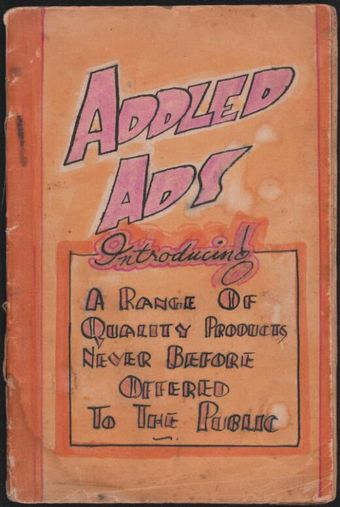 ADDLED
ADS
Introducing!
A RANGE OF
QUALITY PRODUCTS
NEVER BEFORE
OFFERED
TO THE PUBLIC